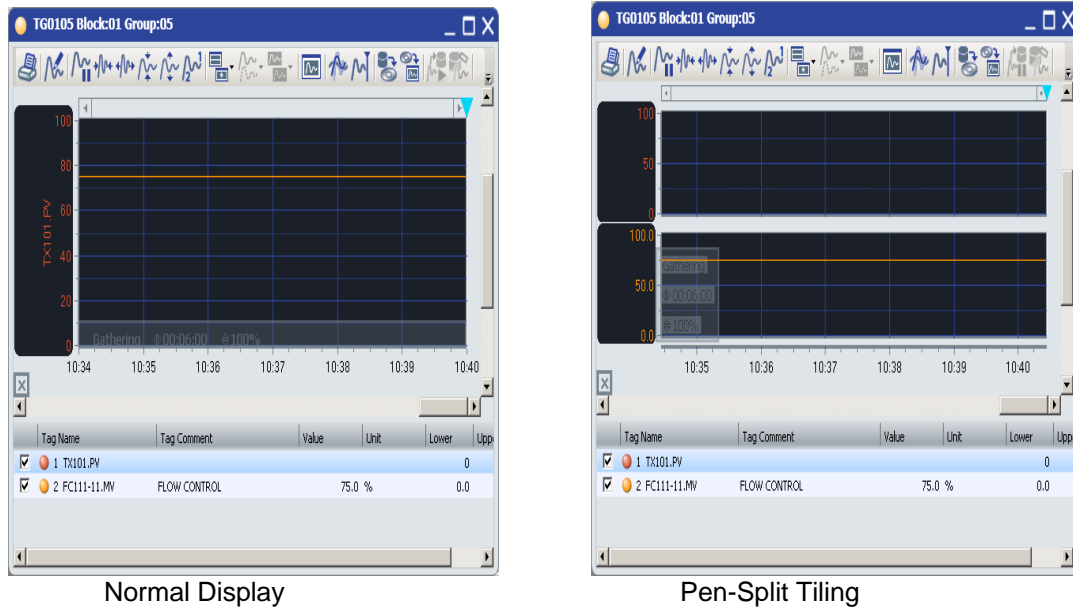 TG0105 Block:01 Group:05
100
80
60
40
20
0
TX101.PV
Gathering 00:06:00 100%
10:34 10:35 10:36 10:37 10:38 10:39 10:40
Tag Name Tag Comment Value Unit Lower Upp
1 TX101.PV 0
2 FC111-11.MV FLOW CONTROL 75.0 % 0.0
Normal Display
TG0105 Block:01 Group:05
100
50
0
100.0
50.0
0.0
Gathering
00:06:00
100%
10:35 10:36 10:37 10:38 10:39 10:40
Tag Name Tag Comment Value Unit Lower Upp
1 TX101.PV 0
2 FC111-11.MV FLOW CONTROL 75.0 % 0.0
Pen-Split Tiling